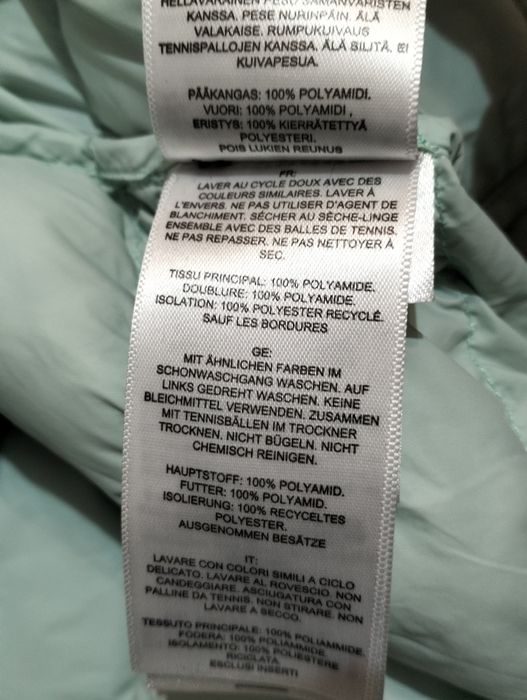 HELLÄVARAINEN PESU SAMANVÄRISTEN
KANSSA. PESE NURINPÄIN. ÄLÄ
VALAKAISE. RUMPUKUIVAUS
TENNISPALLOJEN KANSSA. ÄLÄ SILITÄ. EI
KUIVAPESUA.
PÄÄKANGAS: 100% POLYAMIDI.
VUORI: 100% POLYAMIDI,
ERISTYS: 100% KIERRÄTETTYÄ
POLYESTERI.
POIS LUKIEN REUNUS
FR:
LAVER AU CYCLE DOUX AVEC DES
COULEURS SIMILAIRES. LAVER À
L'ENVERS. NE PAS UTILISER D'AGENT DE
BLANCHIMENT. SÉCHER AU SÈCHE-LINGE
ENSEMBLE AVEC DES BALLES DE TENNIS.
NE PAS REPASSER. NE PAS NETTOYER À
SEC.
TISSU PRINCIPAL: 100% POLYAMIDE.
DOUBLURE: 100% POLYAMIDE.
ISOLATION: 100% POLYESTER RECYCLÉ.
SAUF LES BORDURES
GE:
MIT ÄHNLICHEN FARBEN IM
SCHONWASCHGANG WASCHEN. AUF
LINKS GEDREHT WASCHEN. KEINE
BLEICHMITTEL VERWENDEN. ZUSAMMEN
MIT TENNISBÄLLEN IM TROCKNER
TROCKNEN. NICHT BÜGELN. NICHT
CHEMISCH REINIGEN.
HAUPTSTOFF: 100% POLYAMID.
FUTTER: 100% POLYAMID.
ISOLIERUNG: 100% RECYCELTES
POLYESTER.
AUSGENOMMEN BESÄTZE
IT:
LAVARE CON COLORI SIMILI A CICLO
DELICATO. LAVARE AL ROVESCIO. NON
CANDEGGIARE. ASCIUGATURA CON
PALLINE DA TENNIS. NON STIRARE. NON
LAVARE A SECCO.
TESSUTO PRINCIPALE: 100% POLIAMMIDE.
FODERA: 100% POLIAMMIDE.
ISOLAMENTO: 100% POLIESTERE
RICICLATA
ESCLUSI INSERTI